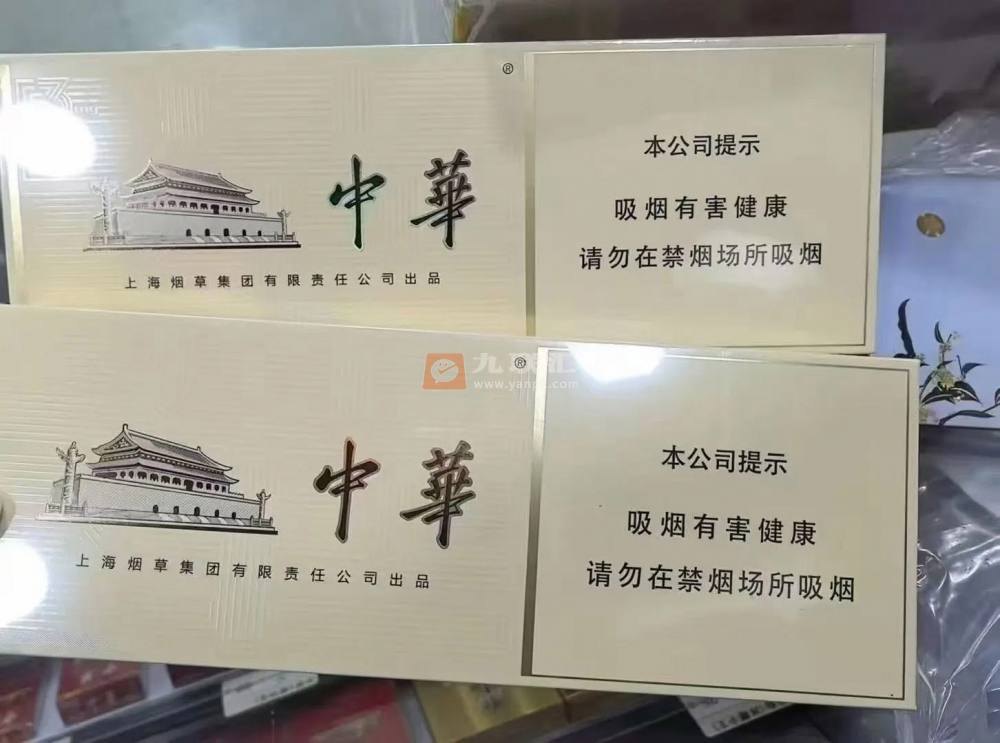 ®
中華
上海烟草集团有限责任公司出品
本公司提示
吸烟有害健康
请勿在禁烟场所吸烟
®
www.yanp
.com
中華
上海烟草集团有限责任公司出品
本公司提示
吸烟有害健康
请勿在禁烟场所吸烟